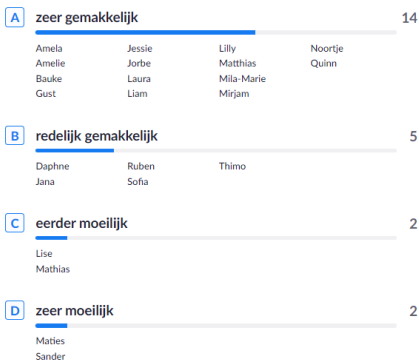 A zeer gemakkelijk 14
Amela Jessie Lilly Noortje
Amelie Jorbe Matthias Quinn
Bauke Laura Mila-Marie
Gust Liam Mirjam
B redelijk gemakkelijk 5
Daphne Ruben Thimo
Jana Sofia
C eerder moeilijk 2
Lise
Mathias
D zeer moeilijk 2
Maties
Sander